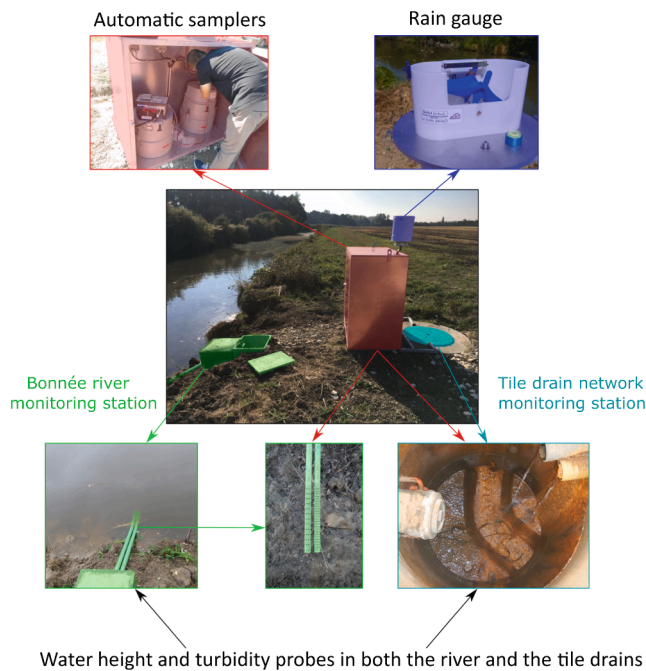 Automatic samplers
Rain gauge
Bonnée river
monitoring station
Tile drain network
monitoring station
Water height and turbidity probes in both the river and the tile drains